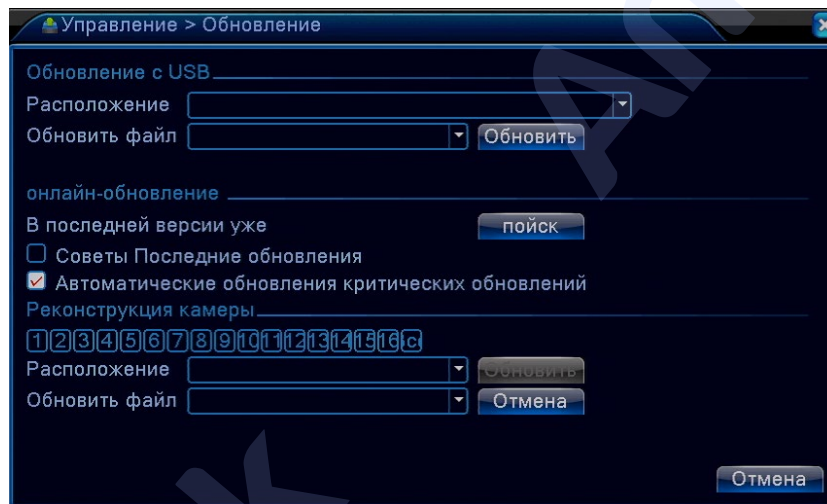 Управление > Обновление
Обновление с USB
Расположение
Обновить файл Обновить
онлайн-обновление
В последней версии уже пойск
Советы Последние обновления
Автоматические обновления критических обновлений
Реконструкция камеры
1 2 3 4 5 6 7 8 9 10 11 12 13 14 15 16
Расположение Обновить
Обновить файл Отмена
Отмена